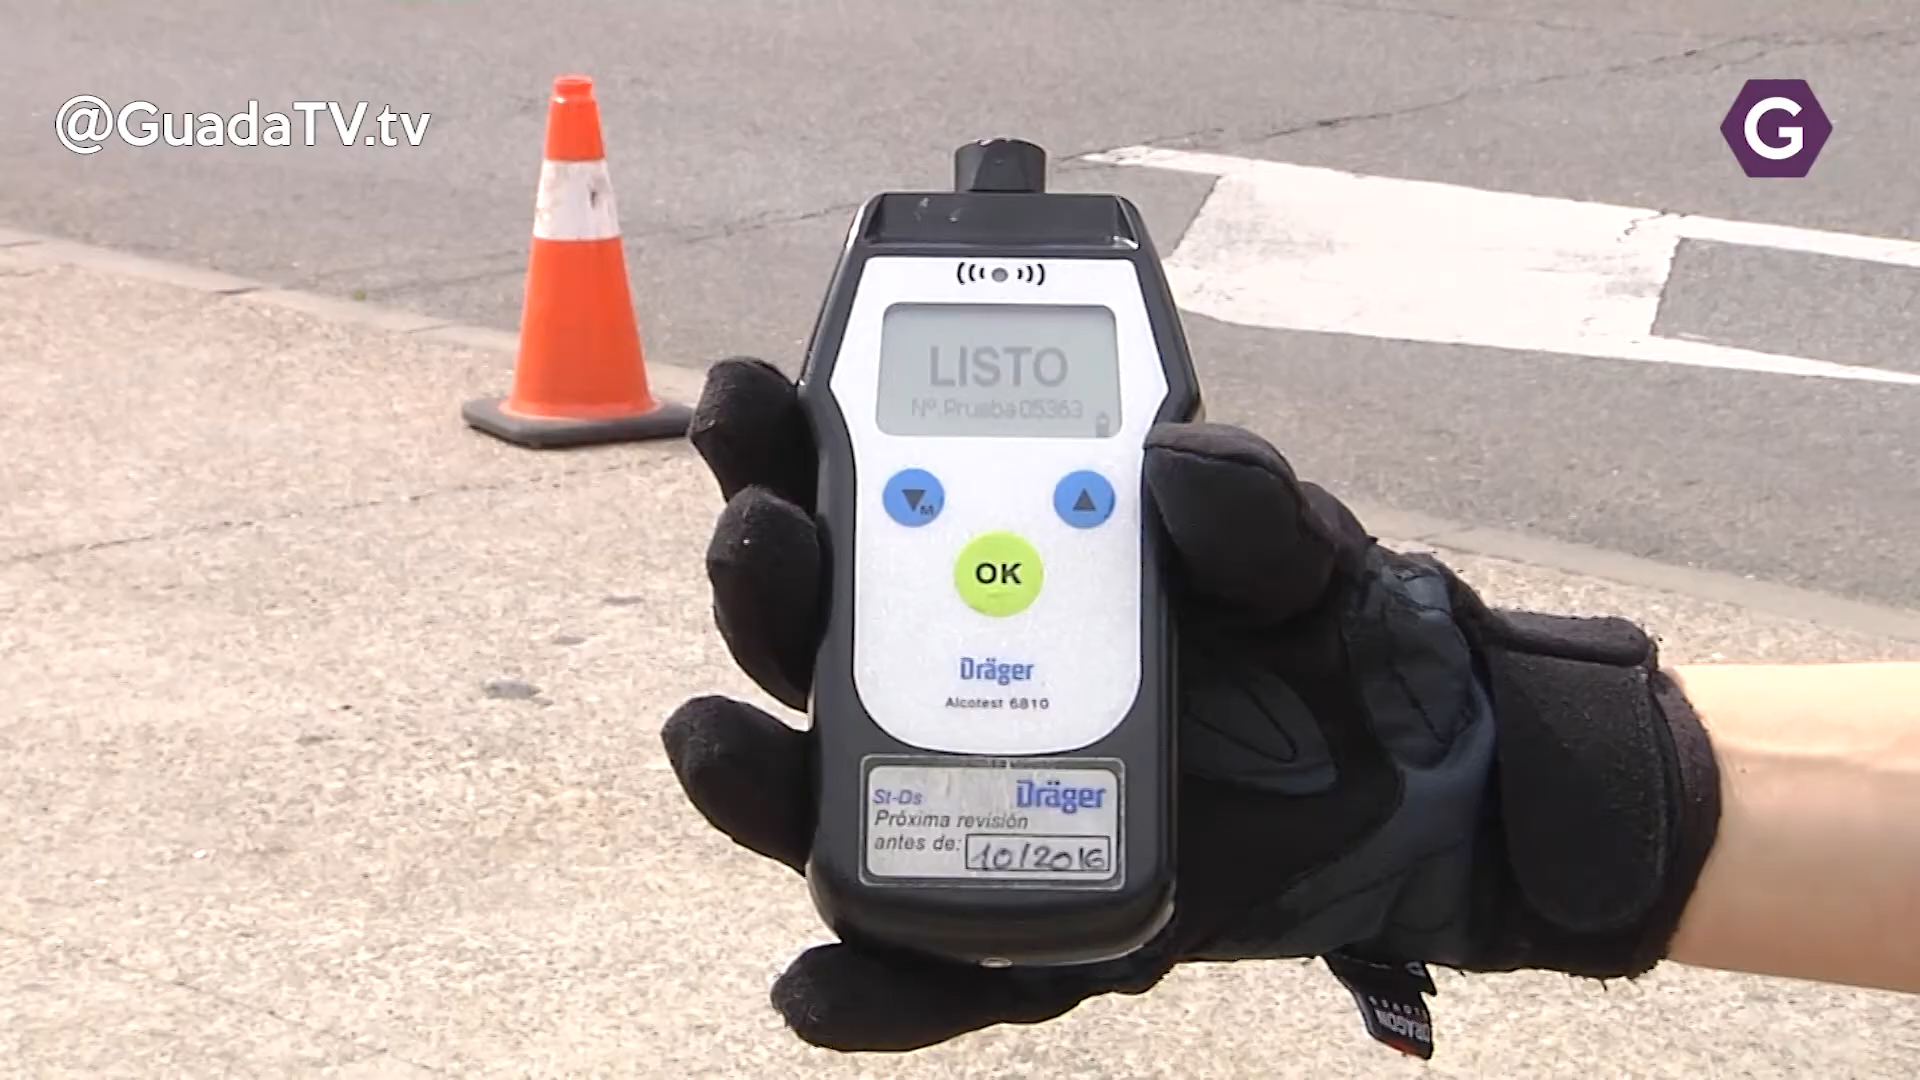 @GuadaTV.tv
G
LISTO
Nº.Prueba 05363
M
OK
Dräger
Alcotest 6810
St-Ds
Dräger
Próxima revisión
antes de: 10/2016
DRAGON